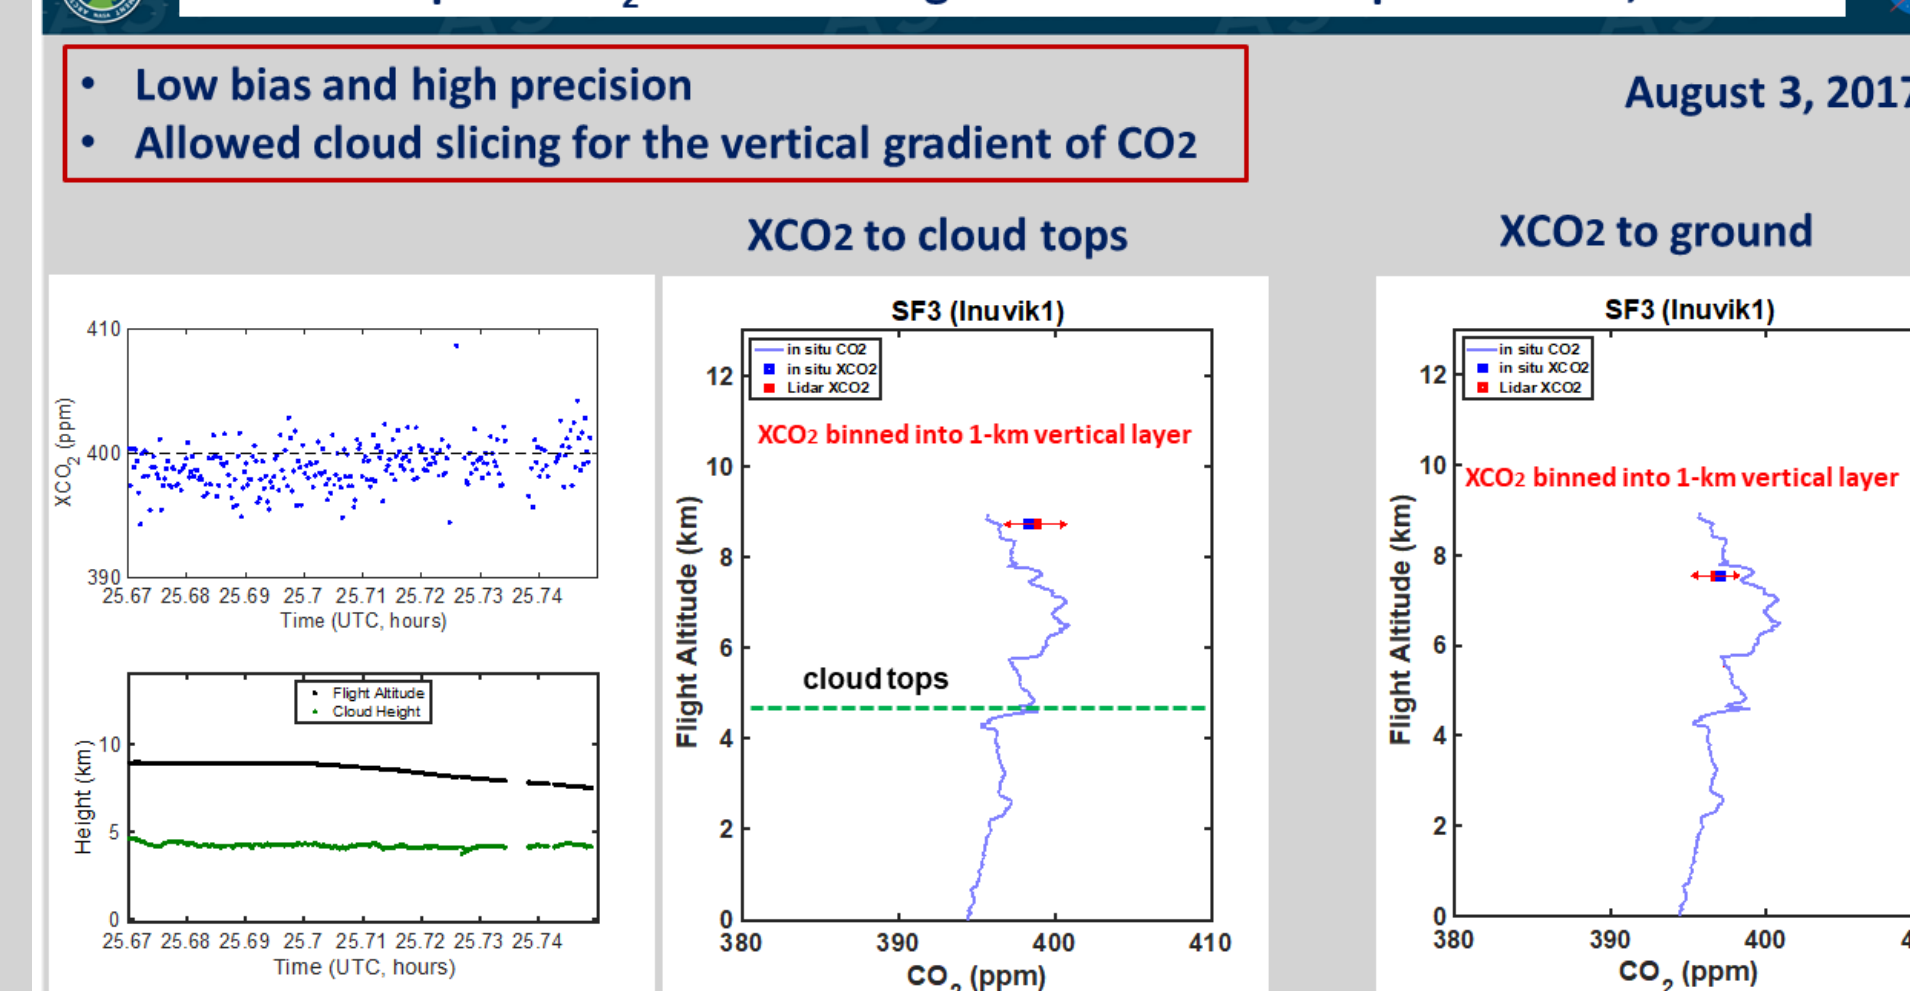 • Low bias and high precision
• Allowed cloud slicing for the vertical gradient of CO2
August 3, 2017
XCO2 to cloud tops
XCO2 to ground
410
400
390
XCO2 (ppm)
25.67 25.68 25.69 25.7 25.71 25.72 25.73 25.74
Time (UTC, hours)
Flight Altitude
Cloud Height
10
5
0
Height (km)
25.67 25.68 25.69 25.7 25.71 25.72 25.73 25.74
Time (UTC, hours)
SF3 (Inuvik1)
in situ CO2
in situ XCO2
Lidar XCO2
XCO2 binned into 1-km vertical layer
cloud tops
12
10
8
6
4
2
0
Flight Altitude (km)
380 390 400 410
CO2 (ppm)
SF3 (Inuvik1)
in situ CO2
in situ XCO2
Lidar XCO2
XCO2 binned into 1-km vertical layer
12
10
8
6
4
2
0
Flight Altitude (km)
380 390 400
CO2 (ppm)